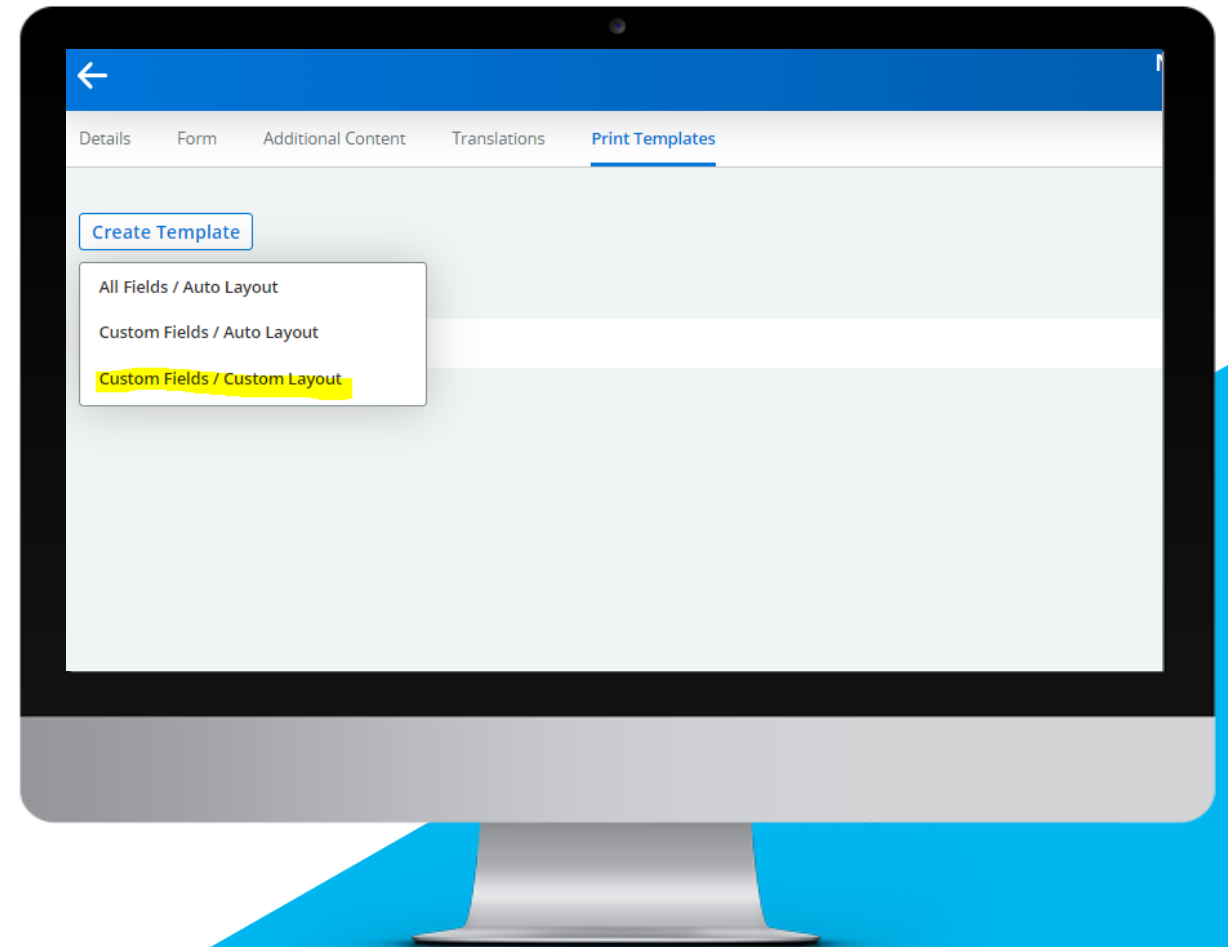 Details Form Additional Content Translations Print Templates
Create Template
All Fields / Auto Layout
Custom Fields / Auto Layout
Custom Fields / Custom Layout